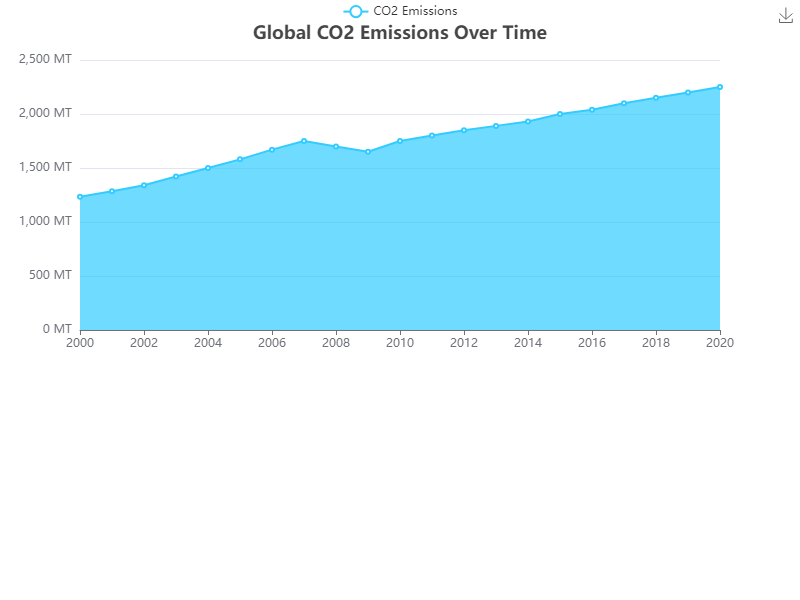 CO2 Emissions
Global CO2 Emissions Over Time
2,500 MT
2,000 MT
1,500 MT
1,000 MT
500 MT
0 MT
2000 2002 2004 2006 2008 2010 2012 2014 2016 2018 2020